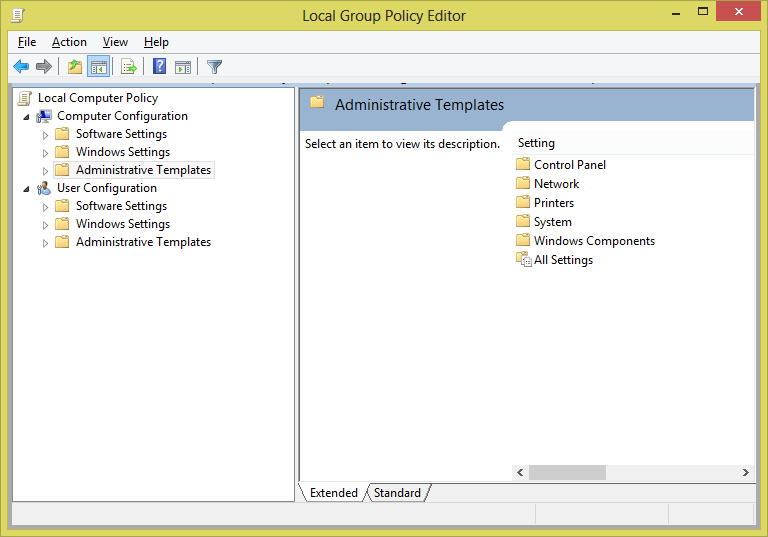 Local Group Policy Editor
File Action View Help
Local Computer Policy
Computer Configuration
Software Settings
Windows Settings
Administrative Templates
User Configuration
Software Settings
Windows Settings
Administrative Templates
Administrative Templates
Select an item to view its description.
Setting
Control Panel
Network
Printers
System
Windows Components
All Settings
Extended Standard